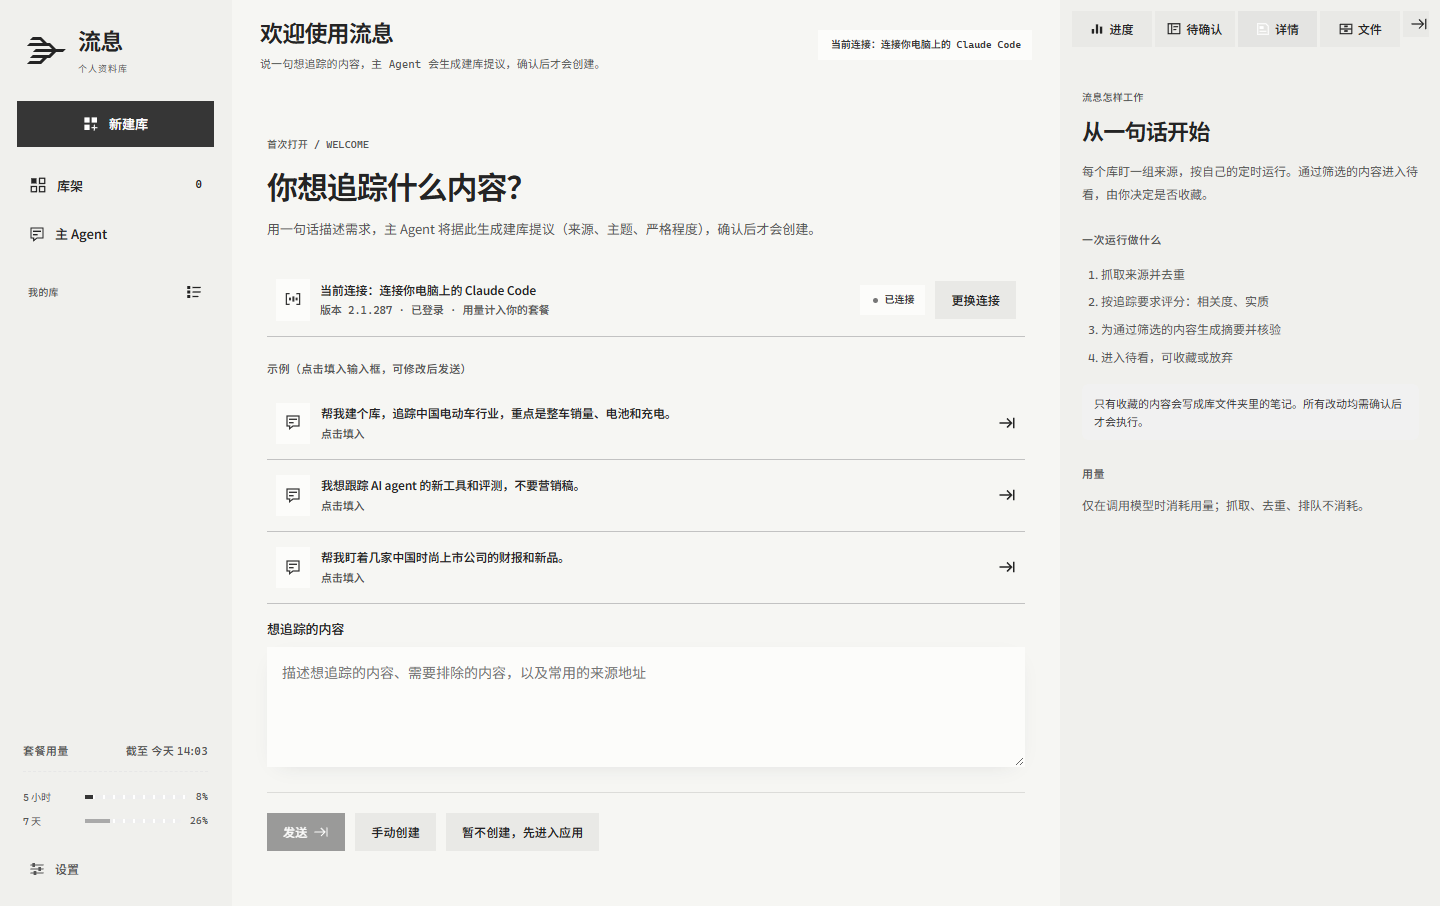 流息
个人资料库
新建库
库架 0
主 Agent
我的库
套餐用量 截至 今天 14:03
5 小时 8%
7 天 26%
设置
欢迎使用流息
说一句想追踪的内容，主 Agent 会生成建库提议，确认后才会创建。
当前连接：连接你电脑上的 Claude Code
首次打开 / WELCOME
你想追踪什么内容？
用一句话描述需求，主 Agent 将据此生成建库提议（来源、主题、严格程度），确认后才会创建。
当前连接：连接你电脑上的 Claude Code
版本 2.1.287 · 已登录 · 用量计入你的套餐
已连接
更换连接
示例（点击填入输入框，可修改后发送）
帮我建个库，追踪中国电动车行业，重点是整车销量、电池和充电。
点击填入
我想跟踪 AI agent 的新工具和评测，不要营销稿。
点击填入
帮我盯着几家中国时尚上市公司的财报和新品。
点击填入
想追踪的内容
描述想追踪的内容、需要排除的内容，以及常用的来源地址
发送 手动创建 暂不创建，先进入应用
进度 待确认 详情 文件
流息怎样工作
从一句话开始
每个库盯一组来源，按自己的定时运行。通过筛选的内容进入待
看，由你决定是否收藏。
一次运行做什么
1. 抓取来源并去重
2. 按追踪要求评分：相关度、实质
3. 为通过筛选的内容生成摘要并核验
4. 进入待看，可收藏或放弃
只有收藏的内容会写成库文件夹里的笔记。所有改动均需确认后
才会执行。
用量
仅在调用模型时消耗用量；抓取、去重、排队不消耗。